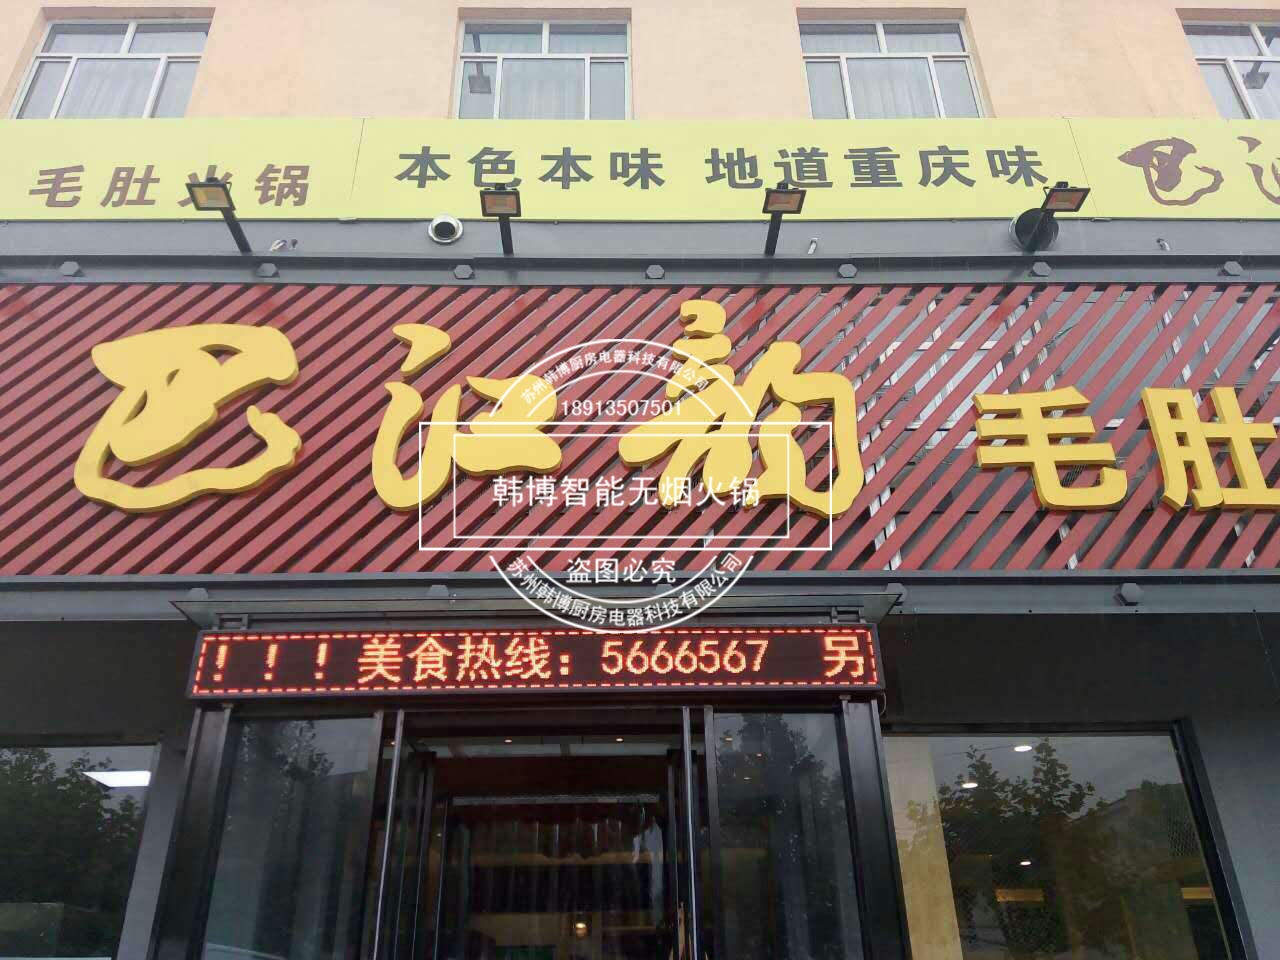 毛肚火锅 本色本味 地道重庆味 巴江
巴江韵 毛肚
苏州韩博厨房电器科技有限公司
18913507501
韩博智能无烟火锅
盗图必究
苏州韩博厨房电器科技有限公司
！！！美食热线：5666567 另